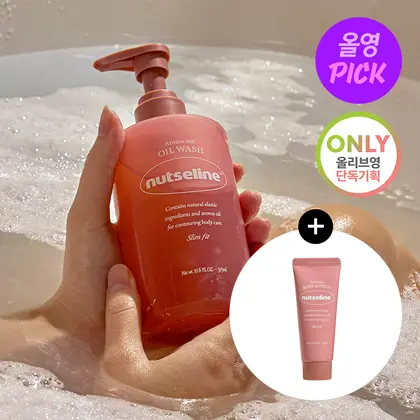 올영
PICK
ONLY
올리브영
단독기획
OIL WASH
nutseline
Contains natural slimic
ingredients and aroma oil
for contouring body care.
Slim fit
+
nutseline